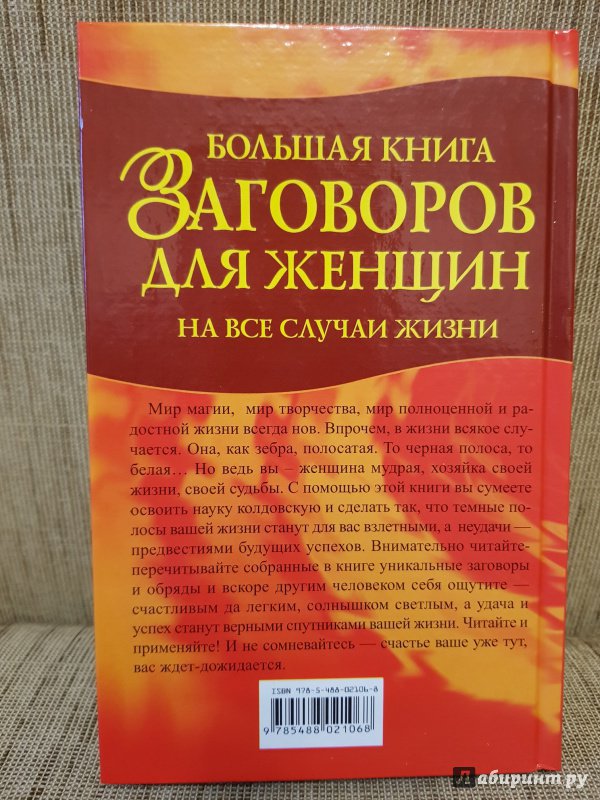 БОЛЬШАЯ КНИГА
ЗАГОВОРОВ
ДЛЯ ЖЕНЩИН
НА ВСЕ СЛУЧАИ ЖИЗНИ
Мир магии, мир творчества, мир полноценной и ра-
достной жизни всегда нов. Впрочем, в жизни всякое слу-
чается. Она, как зебра, полосатая. То черная полоса, то
белая... Но ведь вы – женщина мудрая, хозяйка своей
жизни, своей судьбы. С помощью этой книги вы сумеете
освоить науку колдовскую и сделать так, что темные по-
лосы вашей жизни станут для вас взлетными, а неудачи —
предвестиями будущих успехов. Внимательно читайте-
перечитывайте собранные в книге уникальные заговоры
и обряды и вскоре другим человеком себя ощутите —
счастливым да легким, солнышком светлым, а удача и
успех станут верными спутниками вашей жизни. Читайте и
применяйте! И не сомневайтесь — счастье ваше уже тут,
вас ждет-дожидается.
ISBN 978-5-488-02106-8
9 785488 021068
Лабиринт.ру